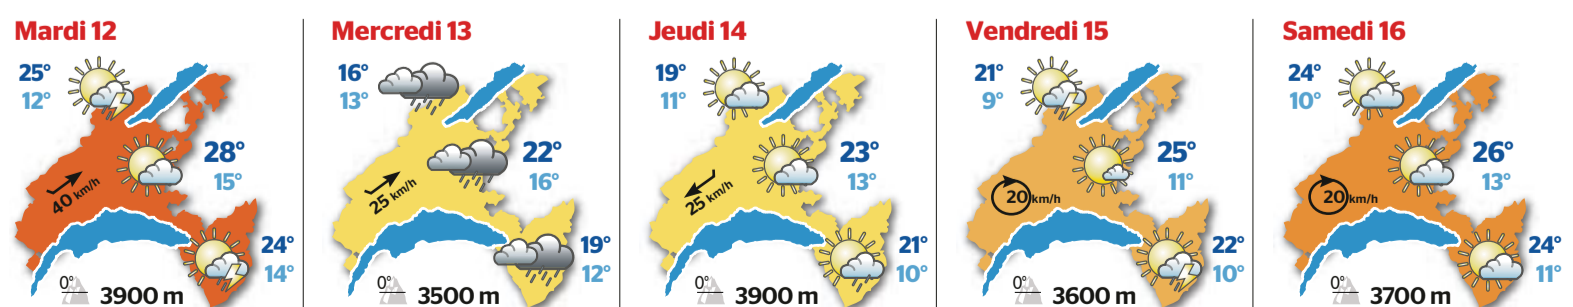 Mardi 12
25°
12°
28°
15°
40 km/h
24°
14°
0°
3900 m
Mercredi 13
16°
13°
22°
16°
25 km/h
19°
12°
0°
3500 m
Jeudi 14
19°
11°
23°
13°
25 km/h
21°
10°
0°
3900 m
Vendredi 15
21°
9°
25°
11°
20 km/h
22°
10°
0°
3600 m
Samedi 16
24°
10°
26°
13°
20 km/h
24°
11°
0°
3700 m